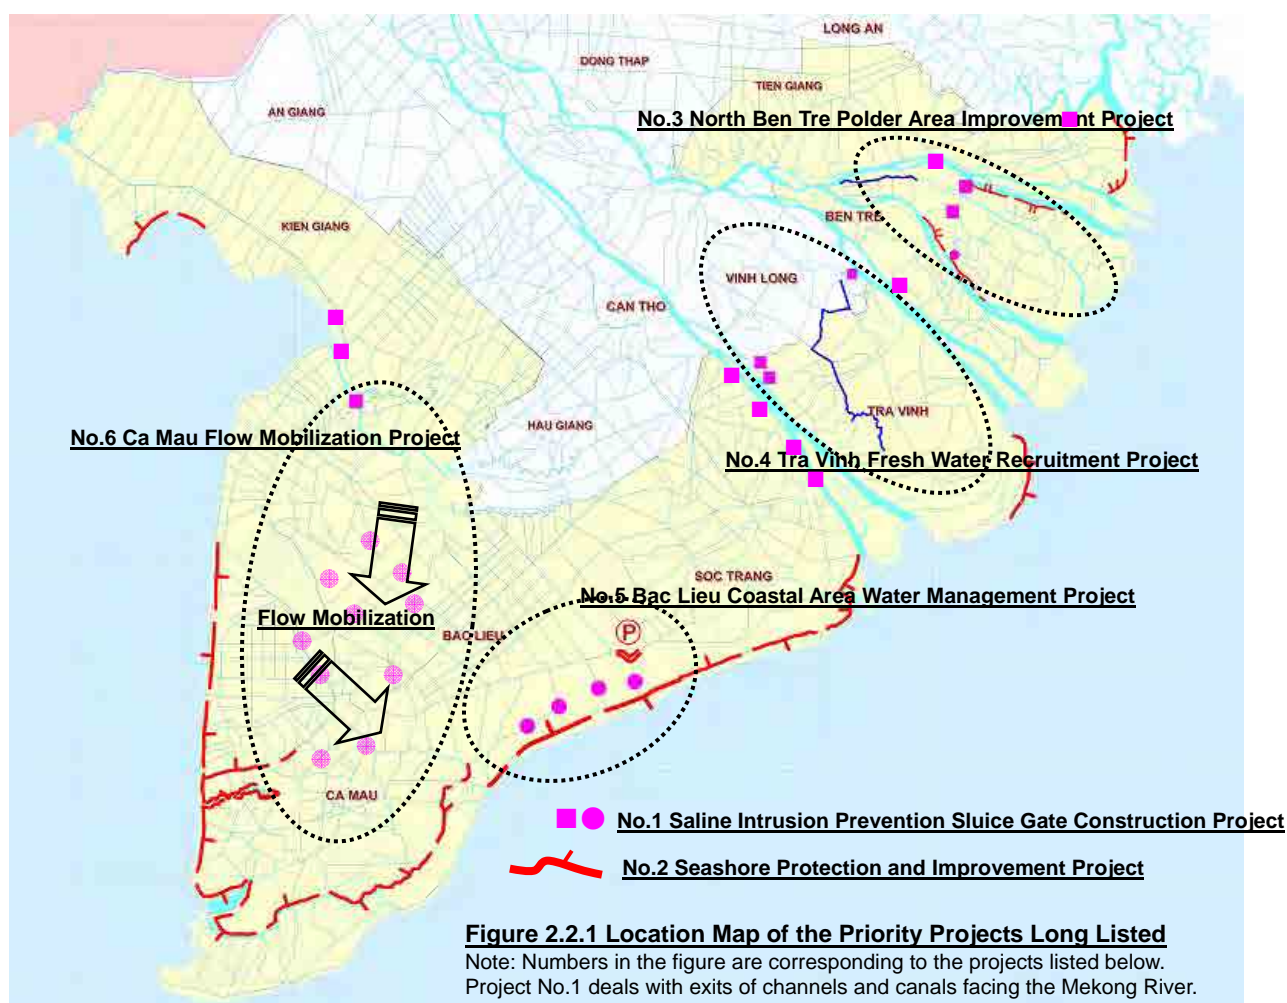 LONG AN
DONG THAP
TIEN GIANG
AN GIANG
No.3 North Ben Tre Polder Area Improvement Project
BEN TRE
KIEN GIANG
VINH LONG
CAN THO
TRA VINH
HAU GIANG
No.6 Ca Mau Flow Mobilization Project
No.4 Tra Vinh Fresh Water Recruitment Project
SOC TRANG
No.5 Bac Lieu Coastal Area Water Management Project
Flow Mobilization
BAC LIEU
P
CA MAU
No.1 Saline Intrusion Prevention Sluice Gate Construction Project
No.2 Seashore Protection and Improvement Project
Figure 2.2.1 Location Map of the Priority Projects Long Listed
Note: Numbers in the figure are corresponding to the projects listed below.
Project No.1 deals with exits of channels and canals facing the Mekong River.